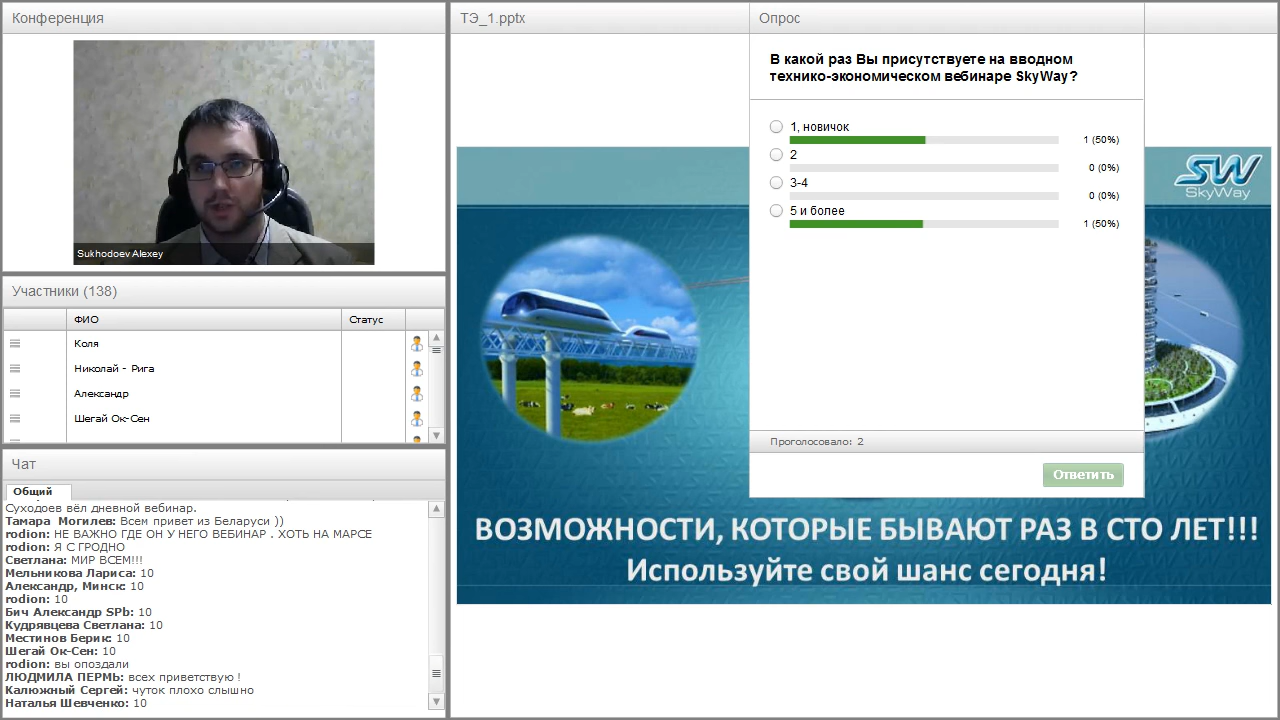 Конференция
Sukhodoev Alexey
Участники (138)
ФИО
Статус
Коля
Николай - Рига
Александр
Шегай Ок-Сен
Чат
Общий
Суходоев вёл дневной вебинар.
Тамара Могилев: Всем привет из Беларуси ))
rodion: НЕ ВАЖНО ГДЕ ОН У НЕГО ВЕБИНАР . ХОТЬ НА МАРСЕ
rodion: Я С ГРОДНО
Светлана: МИР ВСЕМ!!!
Мельникова Лариса: 10
Александр, Минск: 10
rodion: 10
Бич Александр SPb: 10
Кудрявцева Светлана: 10
Местинов Берик: 10
Шегай Ок-Сен: 10
rodion: вы опоздали
ЛЮДМИЛА ПЕРМЬ: всех приветствую !
Калюжный Сергей: чуток плохо слышно
Наталья Шевченко: 10
ТЭ_1.pptx
Опрос
В какой раз Вы присутствуете на вводном
технико-экономическом вебинаре SkyWay?
1, новичок
1 (50%)
2
0 (0%)
3-4
0 (0%)
5 и более
1 (50%)
Проголосовало: 2
Ответить
SW
SkyWay
ВОЗМОЖНОСТИ, КОТОРЫЕ БЫВАЮТ РАЗ В СТО ЛЕТ!!!
Используйте свой шанс сегодня!